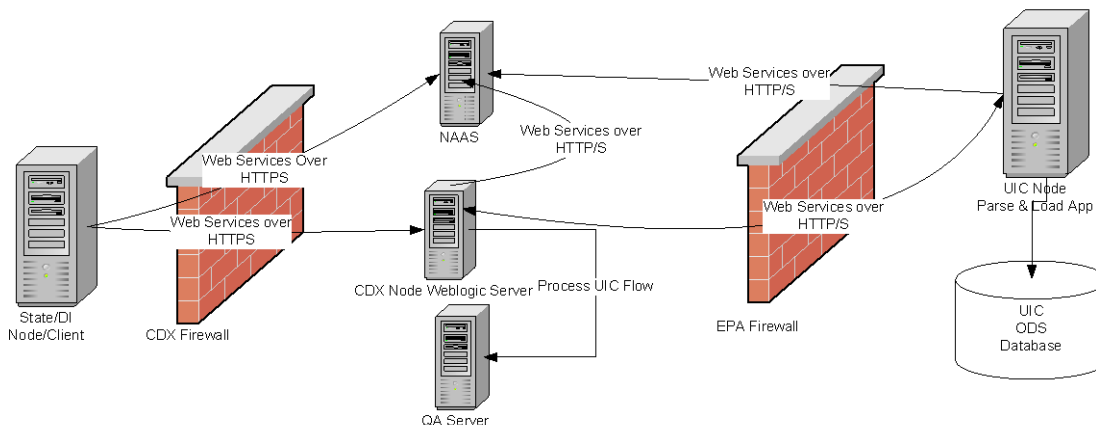 Web Services over
HTTP/S
NAAS
Web Services over
HTTP/S
Web Services Over
HTTPS
UIC Node
Parse & Load App
Web Services over
HTTPS
Web Services over
HTTP/S
CDX Node Weblogic Server
Process UIC Flow
State/DI
Node/Client
CDX Firewall
EPA Firewall
UIC
ODS
Database
QA Server